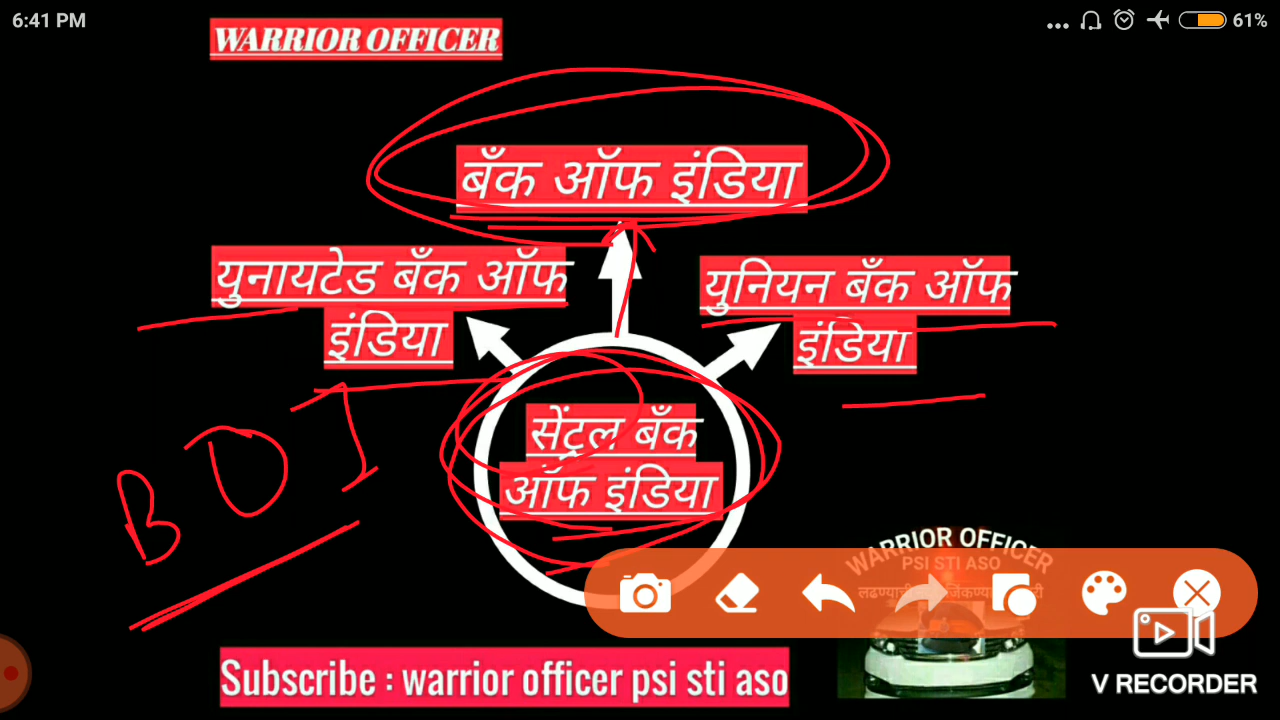 6:41 PM
61%
WARRIOR OFFICER
बँक ऑफ इंडिया
युनायटेड बँक ऑफ
इंडिया
युनियन बँक ऑफ
इंडिया
सेंट्रल बँक
ऑफ इंडिया
BOI
WARRIOR OFFICER
PSI STI ASO
Subscribe : warrior officer psi sti aso
V RECORDER